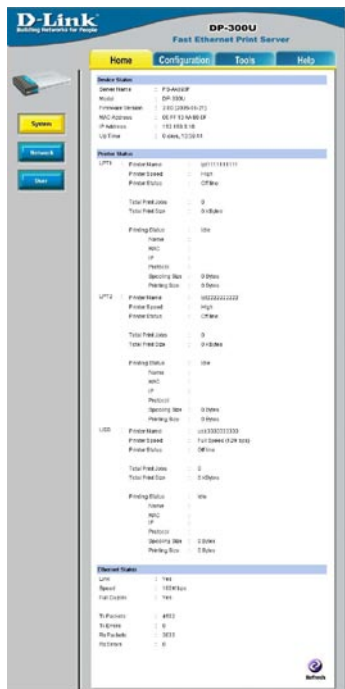 D-Link
Building Networks for People
DP-300U
Fast Ethernet Print Server
Home Configuration Tools Help
System
Network
User
Device Status
Server Name :
Model : DP-300U
Firmware Version :
MAC Address :
IP Address :
Up Time : 0 days,
Printer Status
LPT1 : Printer Name :
Printer Speed : High
Printer Status : Offline
Total Print Jobs : 0
Total Print Size : 0 KBytes
Printing Status : Idle
Name :
MAC :
IP :
Protocol :
Spooling Size : 0 Bytes
Printing Size : 0 Bytes
LPT2 : Printer Name :
Printer Speed : High
Printer Status : Offline
Total Print Jobs : 0
Total Print Size : 0 KBytes
Printing Status : Idle
Name :
MAC :
IP :
Protocol :
Spooling Size : 0 Bytes
Printing Size : 0 Bytes
USB : Printer Name :
Printer Speed : Full Speed
Printer Status : Offline
Total Print Jobs : 0
Total Print Size : 0 KBytes
Printing Status : Idle
Name :
MAC :
IP :
Protocol :
Spooling Size : 0 Bytes
Printing Size : 0 Bytes
Ethernet Status
Link : Yes
Speed :
Full Duplex : Yes
Tx Packets :
Tx Errors : 0
Rx Packets :
Rx Errors : 0
Refresh